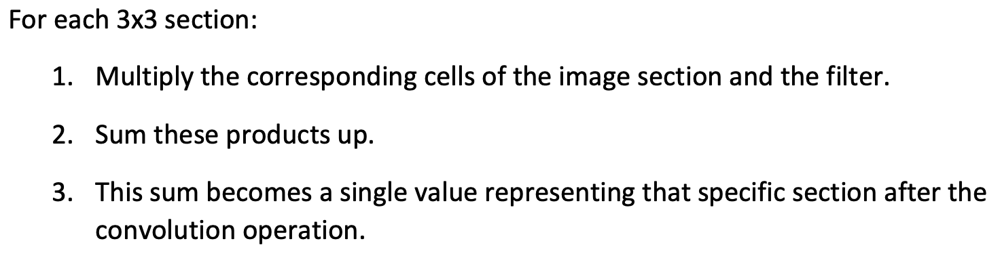 For each 3x3 section:
1. Multiply the corresponding cells of the image section and the filter.
2. Sum these products up.
3. This sum becomes a single value representing that specific section after the
convolution operation.